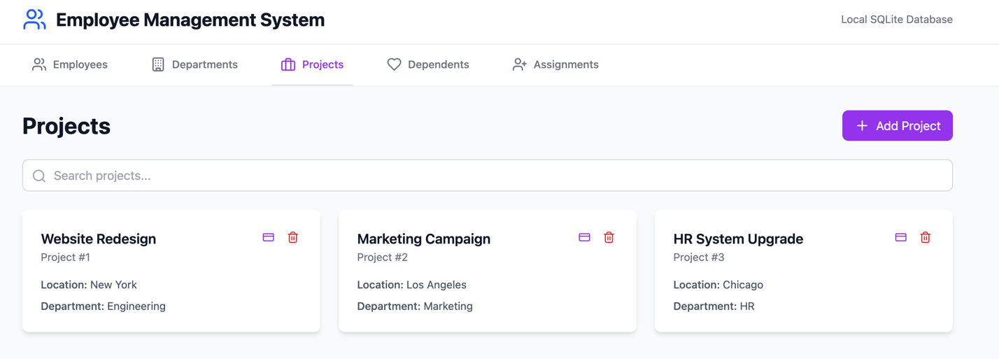 Employee Management System
Local SQLite Database
Employees
Departments
Projects
Dependents
Assignments
Projects
Add Project
Search projects...
Website Redesign
Project #1
Location: New York
Department: Engineering
Marketing Campaign
Project #2
Location: Los Angeles
Department: Marketing
HR System Upgrade
Project #3
Location: Chicago
Department: HR